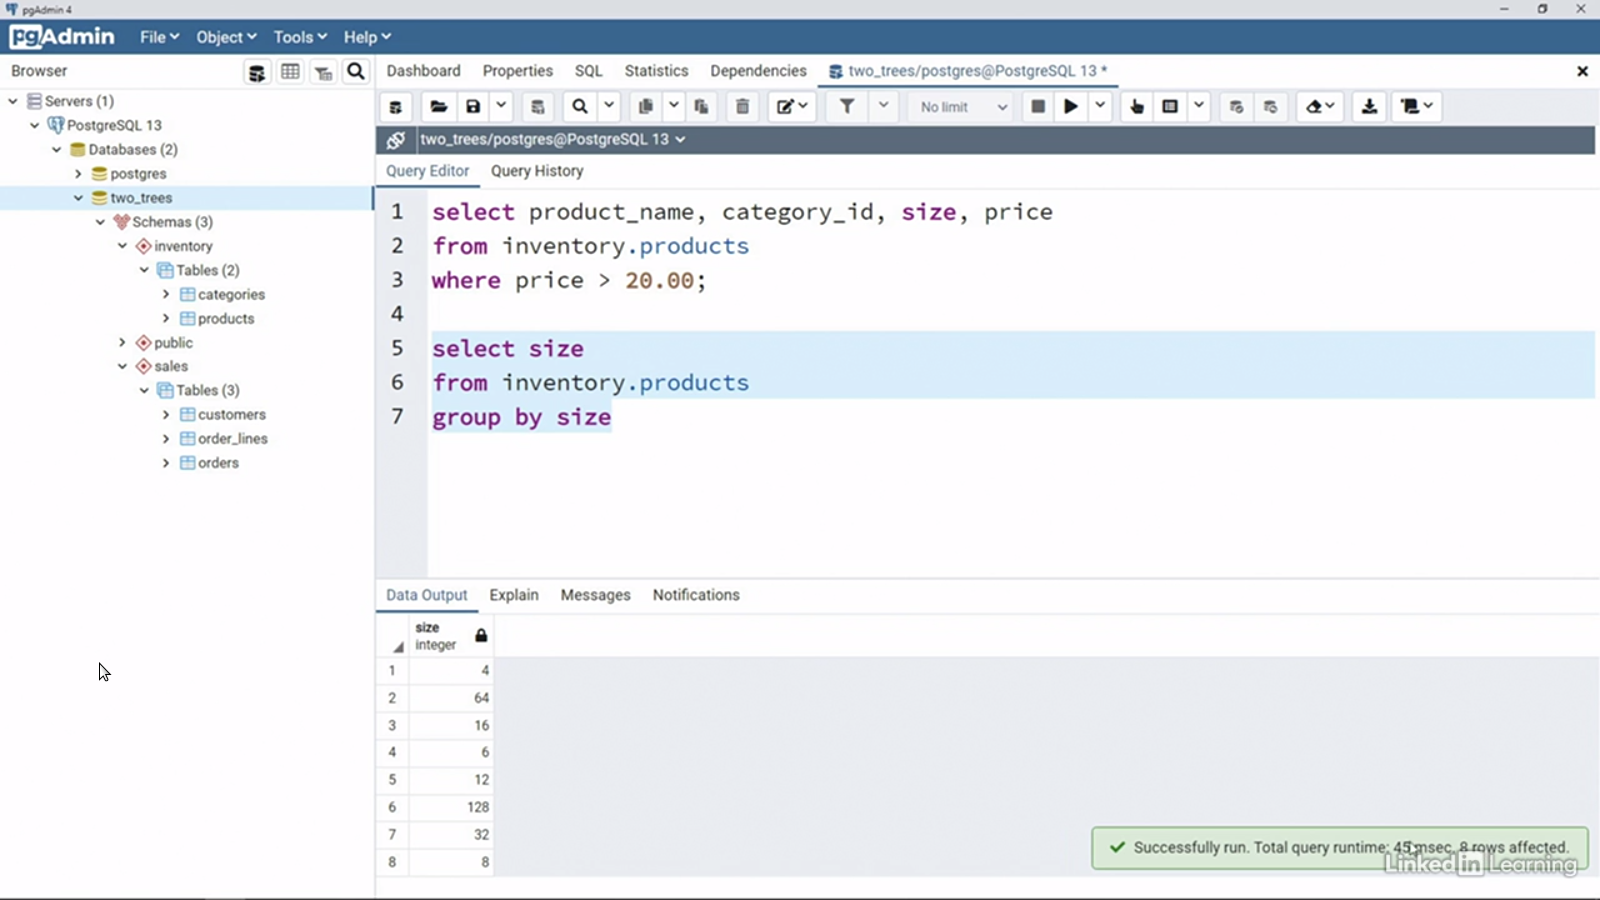 pgAdmin 4
pgAdmin File Object Tools Help
Browser
Dashboard Properties SQL Statistics Dependencies two_trees/postgres@PostgreSQL 13 *
No limit
two_trees/postgres@PostgreSQL 13
Query Editor Query History
Servers (1)
PostgreSQL 13
Databases (2)
postgres
two_trees
Schemas (3)
inventory
Tables (2)
categories
products
public
sales
Tables (3)
customers
order_lines
orders
1 select product_name, category_id, size, price
2 from inventory.products
3 where price > 20.00;
4
5 select size
6 from inventory.products
7 group by size
Data Output Explain Messages Notifications
size
integer
1 4
2 64
3 16
4 6
5 12
6 128
7 32
8 8
Successfully run. Total query runtime: 45 msec. 8 rows affected.
Linked in Learning